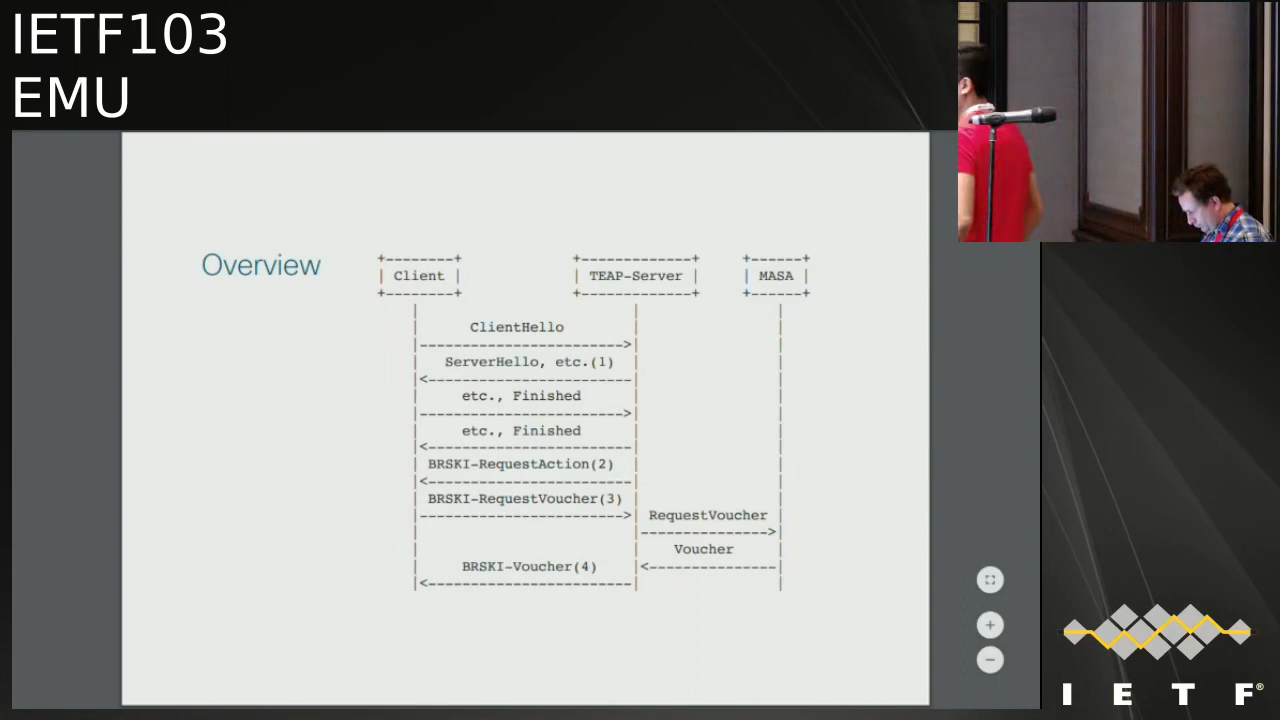 IETF103
EMU
Overview
+--------+ +-------------+ +------+
| Client | | TEAP-Server | | MASA |
+--------+ +-------------+ +------+
ClientHello
ServerHello, etc.(1)
etc., Finished
etc., Finished
BRSKI-RequestAction(2)
BRSKI-RequestVoucher(3)
RequestVoucher
Voucher
BRSKI-Voucher(4)
I E T F®